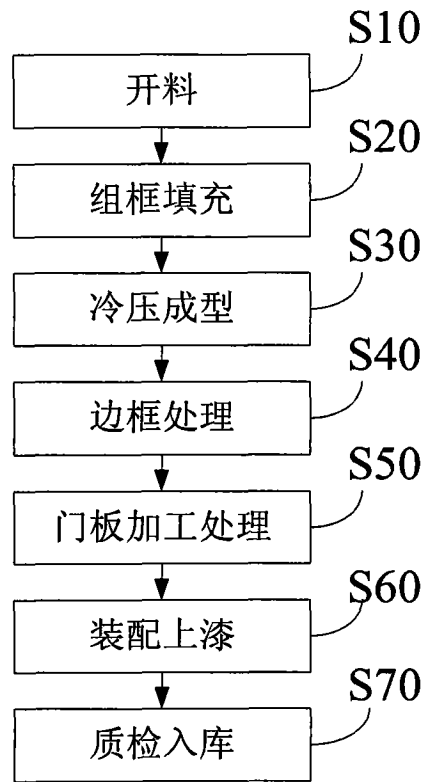 S10
开料
S20
组框填充
S30
冷压成型
S40
边框处理
S50
门板加工处理
S60
装配上漆
S70
质检入库